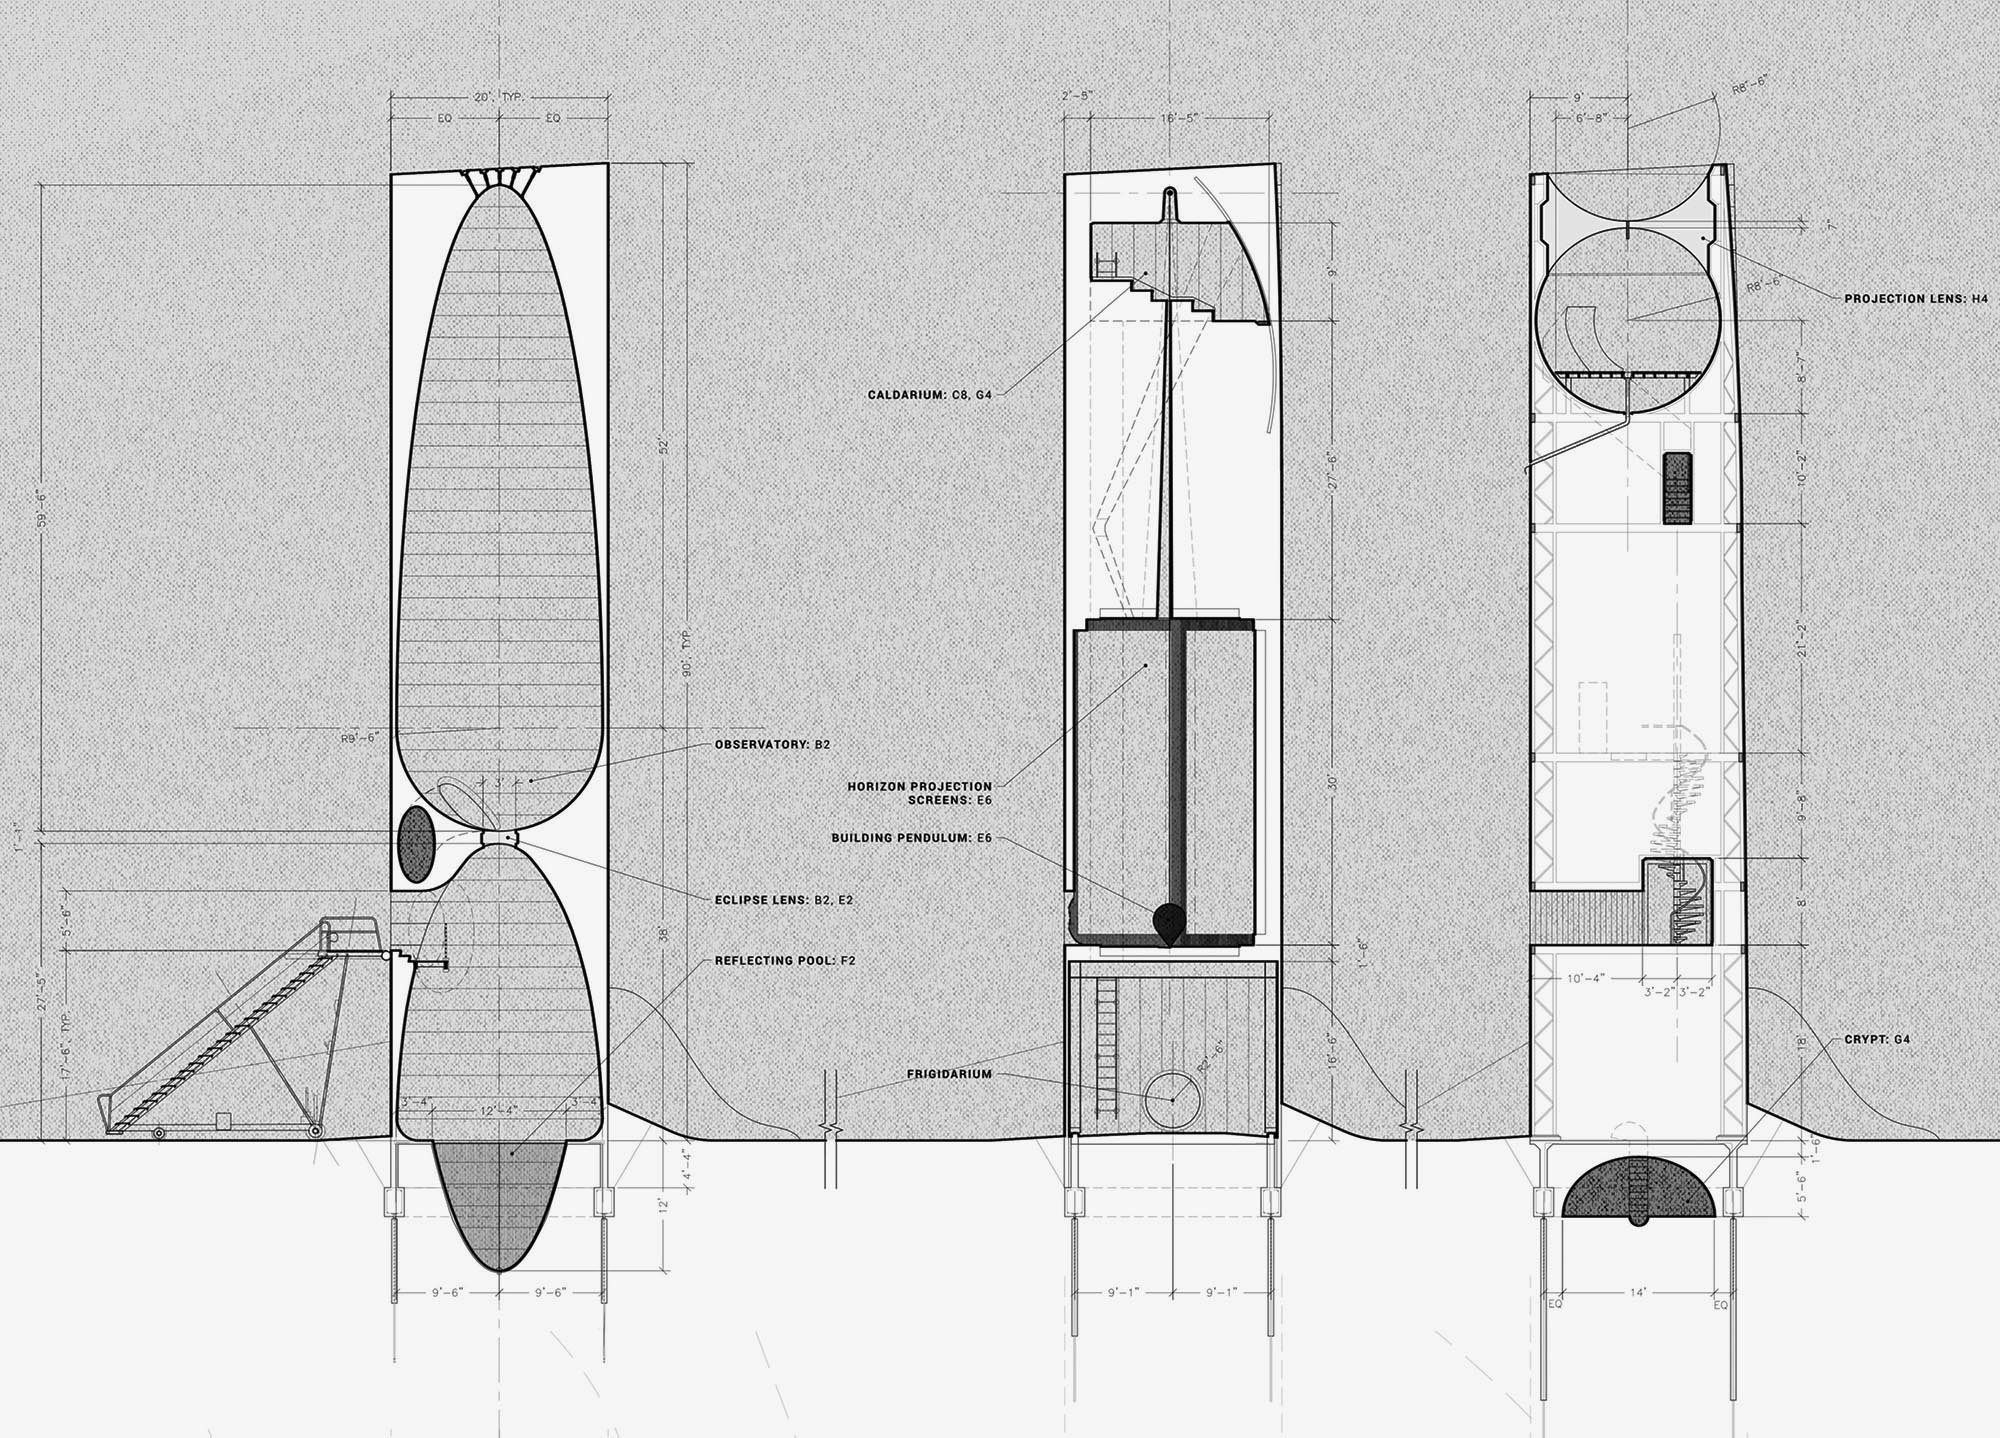 20', TYP.
EQ
EQ
59'-6"
52'
90', TYP.
R9'-6"
3'
OBSERVATORY: B2
1'-1"
ECLIPSE LENS: B2, E2
5'-6"
38'
REFLECTING POOL: F2
27'-5"
17'-6", TYP.
3'-4"
12'-4"
3'-4"
4'-4"
12'
9'-6"
9'-6"
2'-5"
16'-5"
9'
CALDARIUM: C8, G4
27'-6"
HORIZON PROJECTION
SCREENS: E6
30'
BUILDING PENDULUM: E6
1'-6"
R2'-6"
FRIGIDARIUM
16'-6"
9'-1"
9'-1"
9'
R8'-6"
6'-8"
7"
R8'-6"
PROJECTION LENS: H4
8'-7"
10'-2"
21'-2"
9'-8"
8'
10'-4"
3'-2"
3'-2"
18'
CRYPT: G4
1'-6"
5'-6"
EQ
14'
EQ